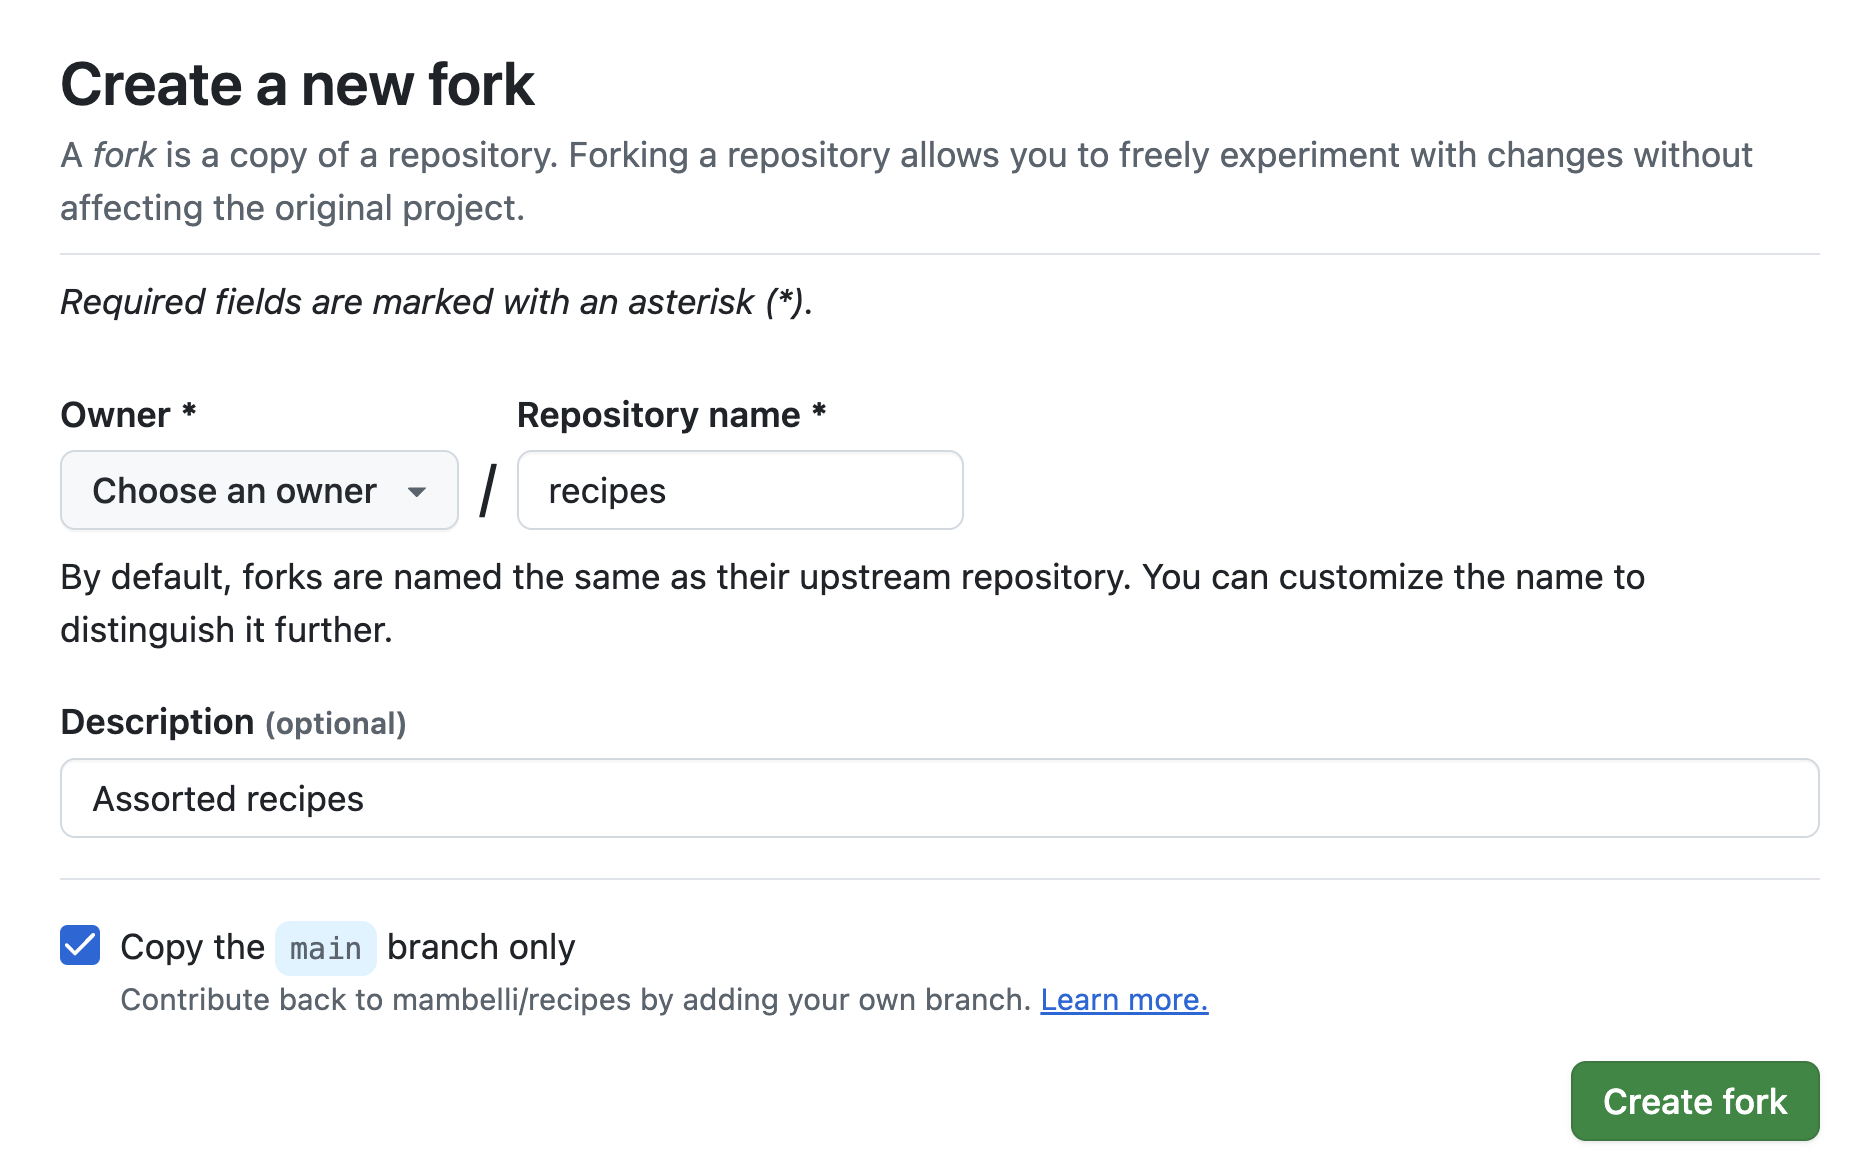 Create a new fork
A fork is a copy of a repository. Forking a repository allows you to freely experiment with changes without
affecting the original project.
Required fields are marked with an asterisk (*).
Owner * Repository name *
Choose an owner / recipes
By default, forks are named the same as their upstream repository. You can customize the name to
distinguish it further.
Description (optional)
Assorted recipes
Copy the main branch only
Contribute back to mambelli/recipes by adding your own branch. Learn more.
Create fork